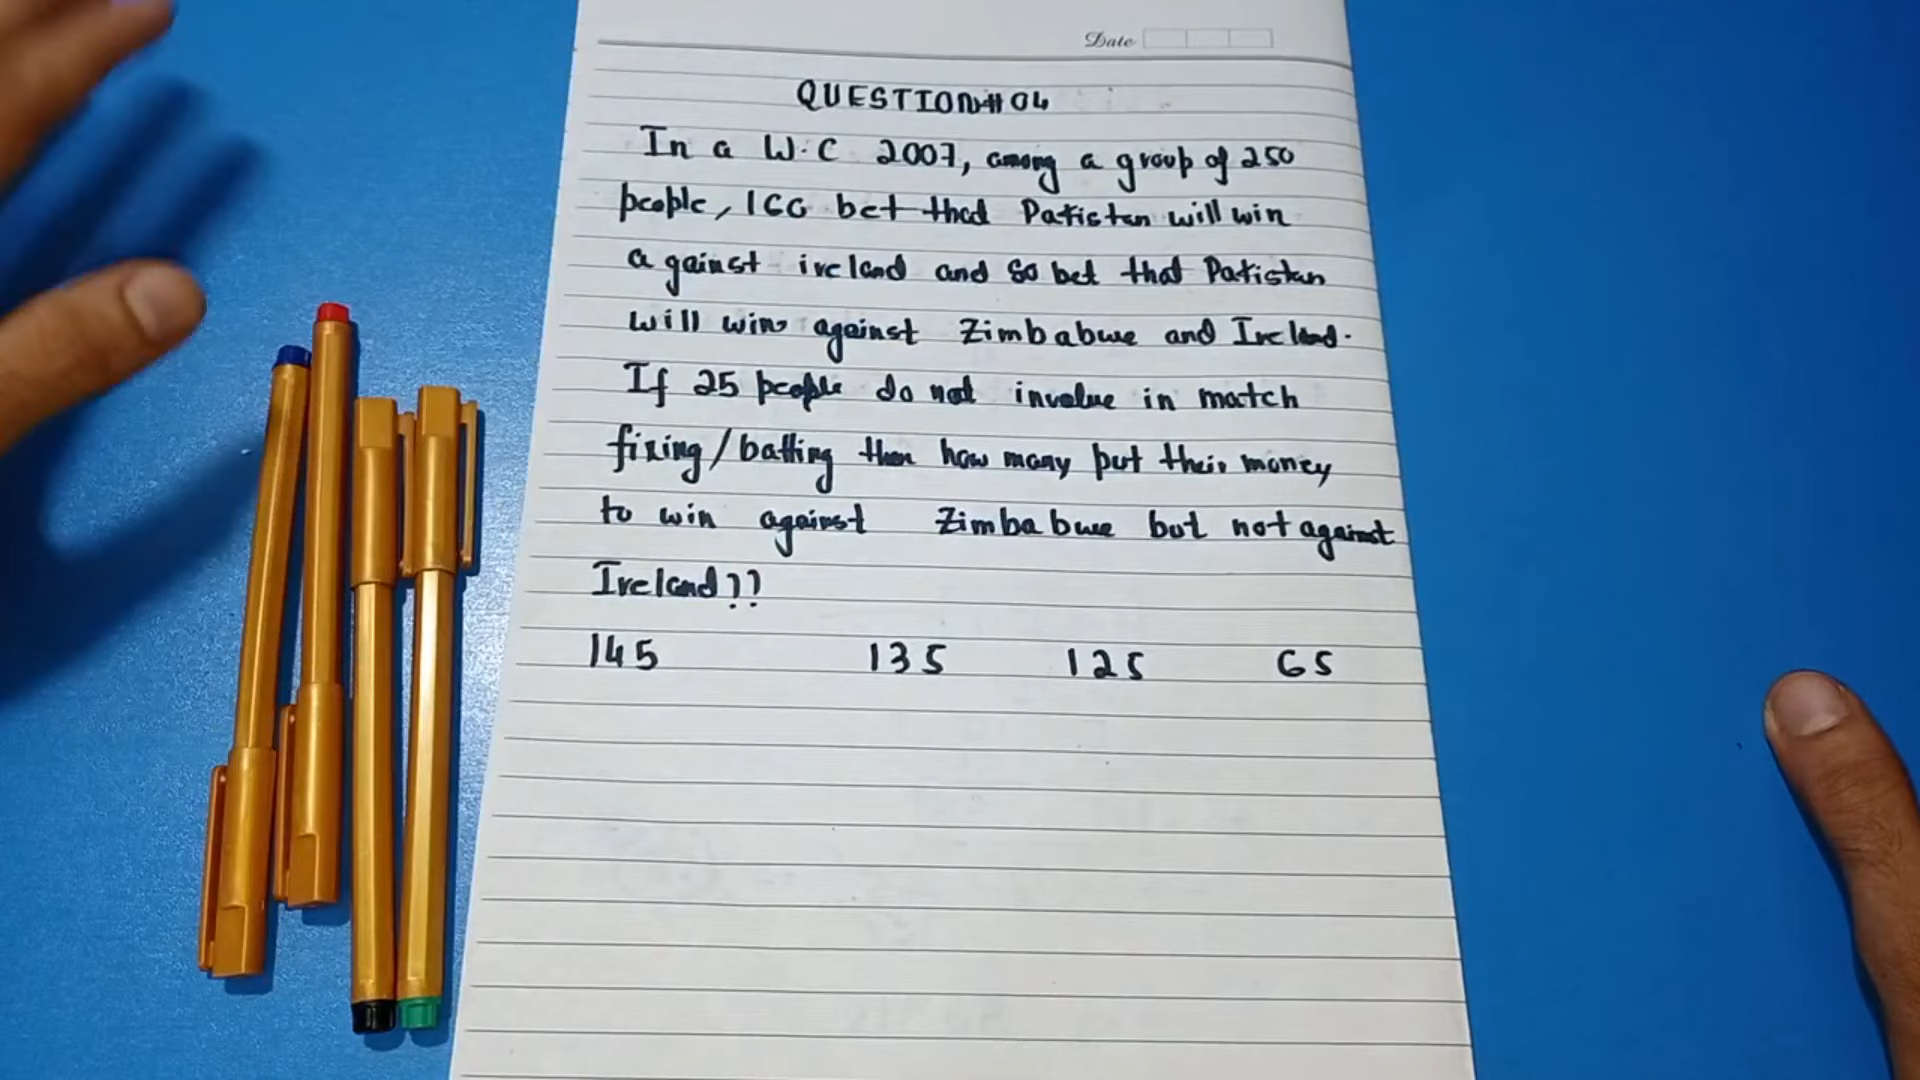 Date
QUESTION# 04
In a W.C 2007, among a group of 250
people, 160 bet that Pakistan will win
against ireland and 50 bet that Pakistan
will win against Zimbabwe and Ireland.
If 25 people do not involve in match
fixing/batting then how many put their money
to win against Zimbabwe but not against
Ireland??
145 135 125 65